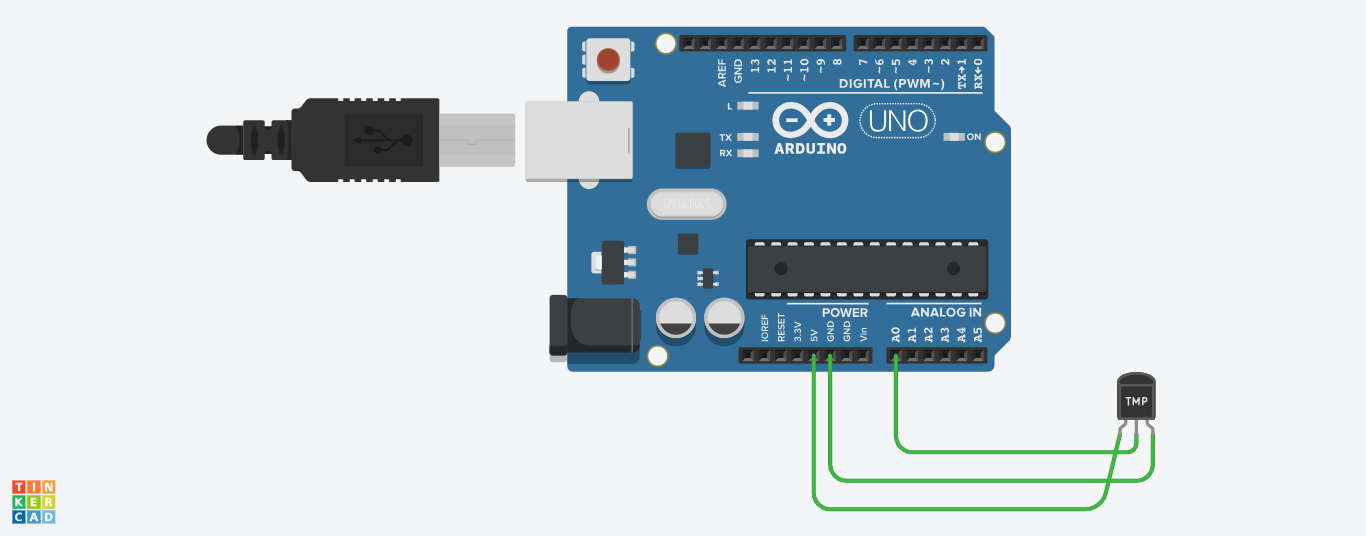 AREF
GND
13
12
~11
~10
~9
8
7
~6
~5
4
~3
2
TX→1
RX←0
DIGITAL (PWM~)
L
TX
RX
ARDUINO
UNO
ON
SPK16.000G
POWER
ANALOG IN
IOREF
RESET
3.3V
5V
GND
GND
Vin
A0
A1
A2
A3
A4
A5
TMP
TIN
KER
CAD